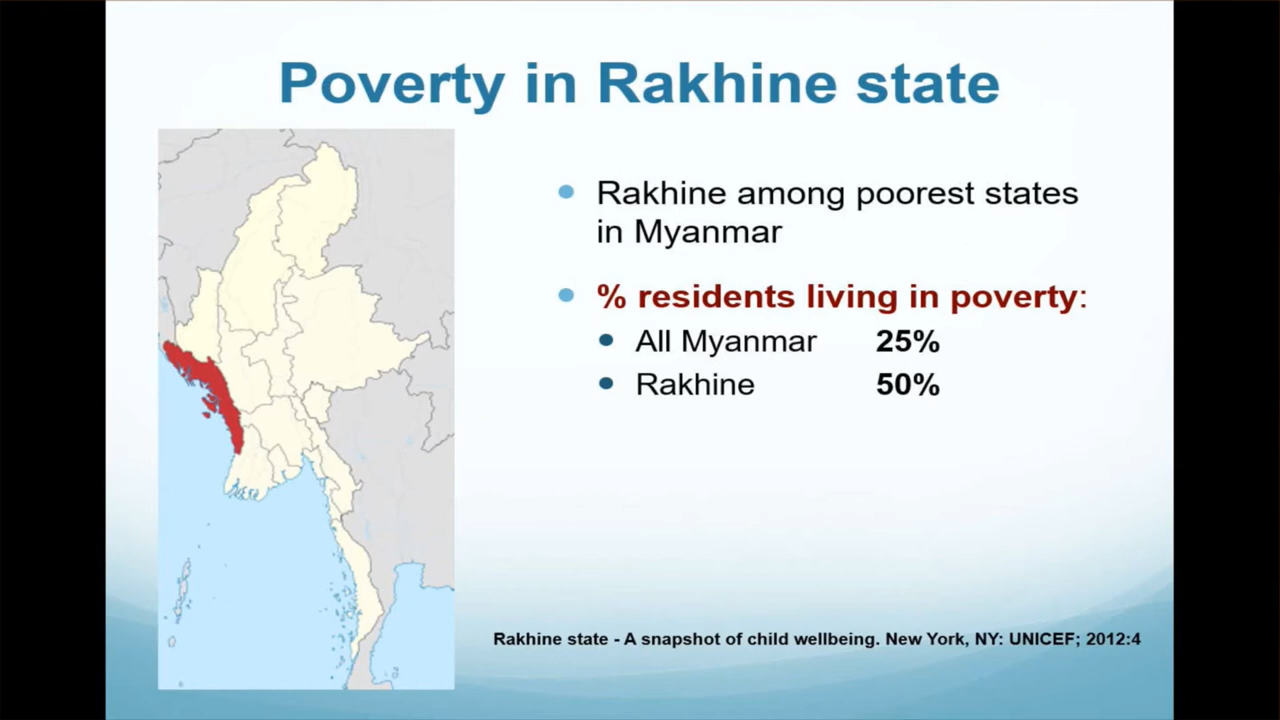 Poverty in Rakhine state
Rakhine among poorest states
in Myanmar
% residents living in poverty:
All Myanmar 25%
Rakhine 50%
Rakhine state - A snapshot of child wellbeing. New York, NY: UNICEF; 2012:4